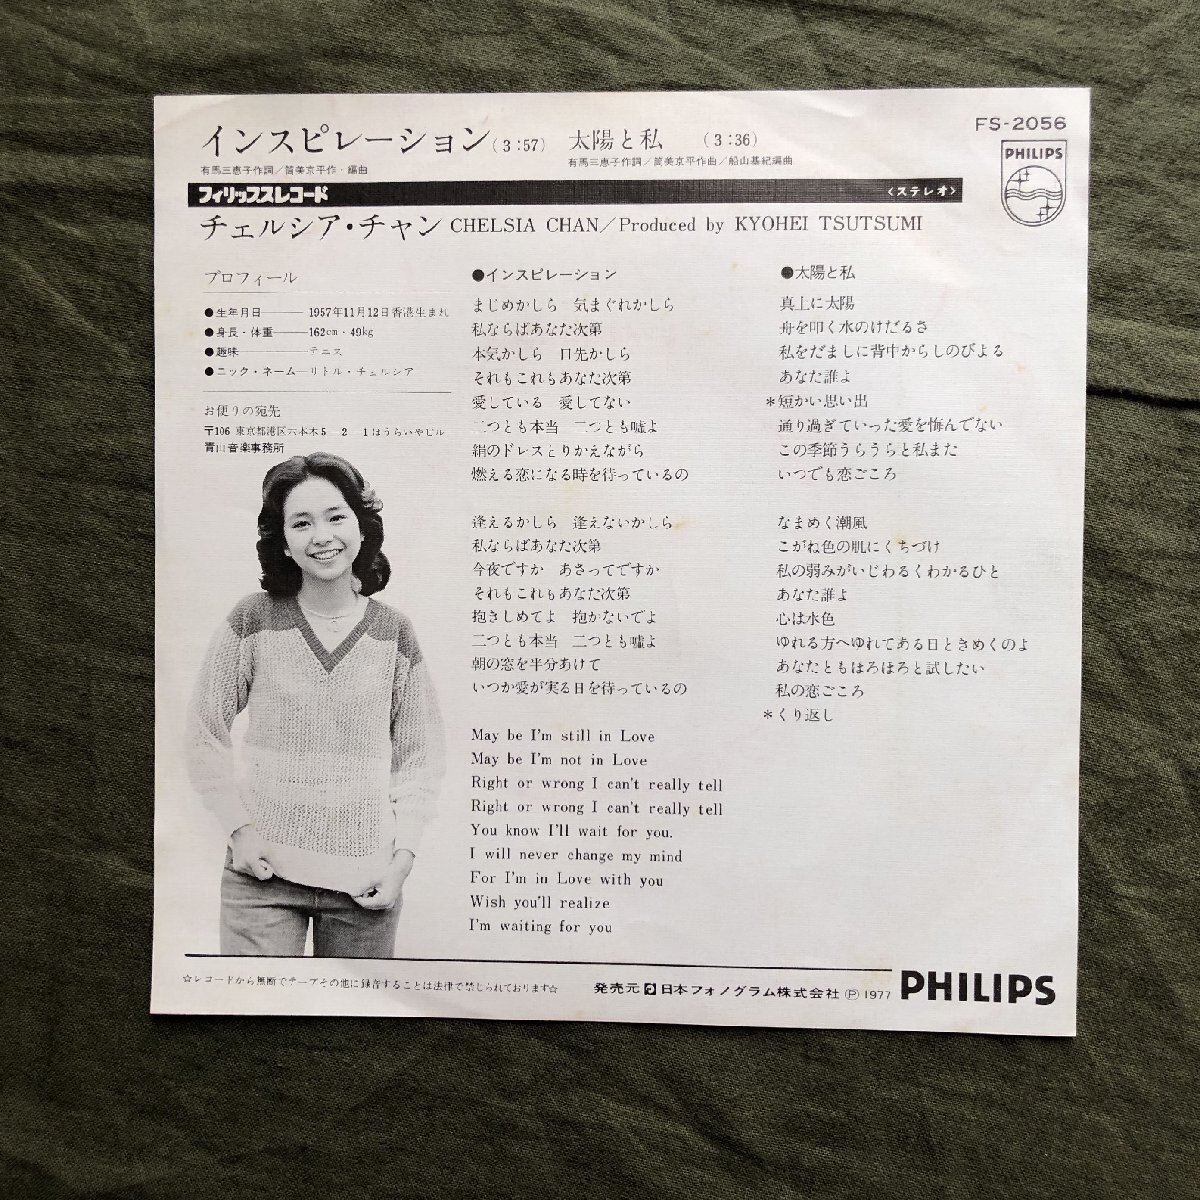 インスピレーション(3:57) 太陽と私 (3:36)
有馬三恵子作詞／筒美京平作・編曲 有馬三恵子作詞／筒美京平作曲／船山基紀編曲
FS-2056
PHILIPS
フィリップスレコード 〈ステレオ〉
チェルシア・チャン CHELSIA CHAN／Produced by KYOHEI TSUTSUMI
プロフィール
●生年月日――1957年11月12日香港生まれ
●身長・体重――162cm・49kg
●趣味――テニス
●ニック・ネーム―リトル・チェルシア
お便りの宛先
〒106 東京都港区六本木5－2－1ほうらいやビル
青山音楽事務所
●インスピレーション
まじめかしら 気まぐれかしら
私ならばあなた次第
本気かしら 口先かしら
それもこれもあなた次第
愛している 愛してない
二つとも本当 二つとも嘘よ
絹のドレスとりかえながら
燃える恋になる時を待っているの
逢えるかしら 逢えないかしら
私ならばあなた次第
今夜ですか あさってですか
それもこれもあなた次第
抱きしめてよ 抱かないでよ
二つとも本当 二つとも嘘よ
朝の窓を半分あけて
いつか愛が実る日を待っているの
May be I'm still in Love
May be I'm not in Love
Right or wrong I can't really tell
Right or wrong I can't really tell
You know I'll wait for you.
I will never change my mind
For I'm in Love with you
Wish you'll realize
I'm waiting for you
●太陽と私
真上に太陽
舟を叩く水のけだるさ
私をだましに背中からしのびよる
あなた誰よ
＊短かい思い出
通り過ぎていった愛を悔んでない
この季節うらうらと私また
いつでも恋ごころ
なまめく潮風
こがね色の肌にくちづけ
私の弱みがいじわるくわかるひと
あなた誰よ
心は水色
ゆれる方へゆれてある日ときめくのよ
あなたともほろほろと試したい
私の恋ごころ
＊くり返し
☆レコードから無断でテープその他に録音することは法律で禁じられております☆
発売元 日本フォノグラム株式会社 Ⓟ 1977 PHILIPS